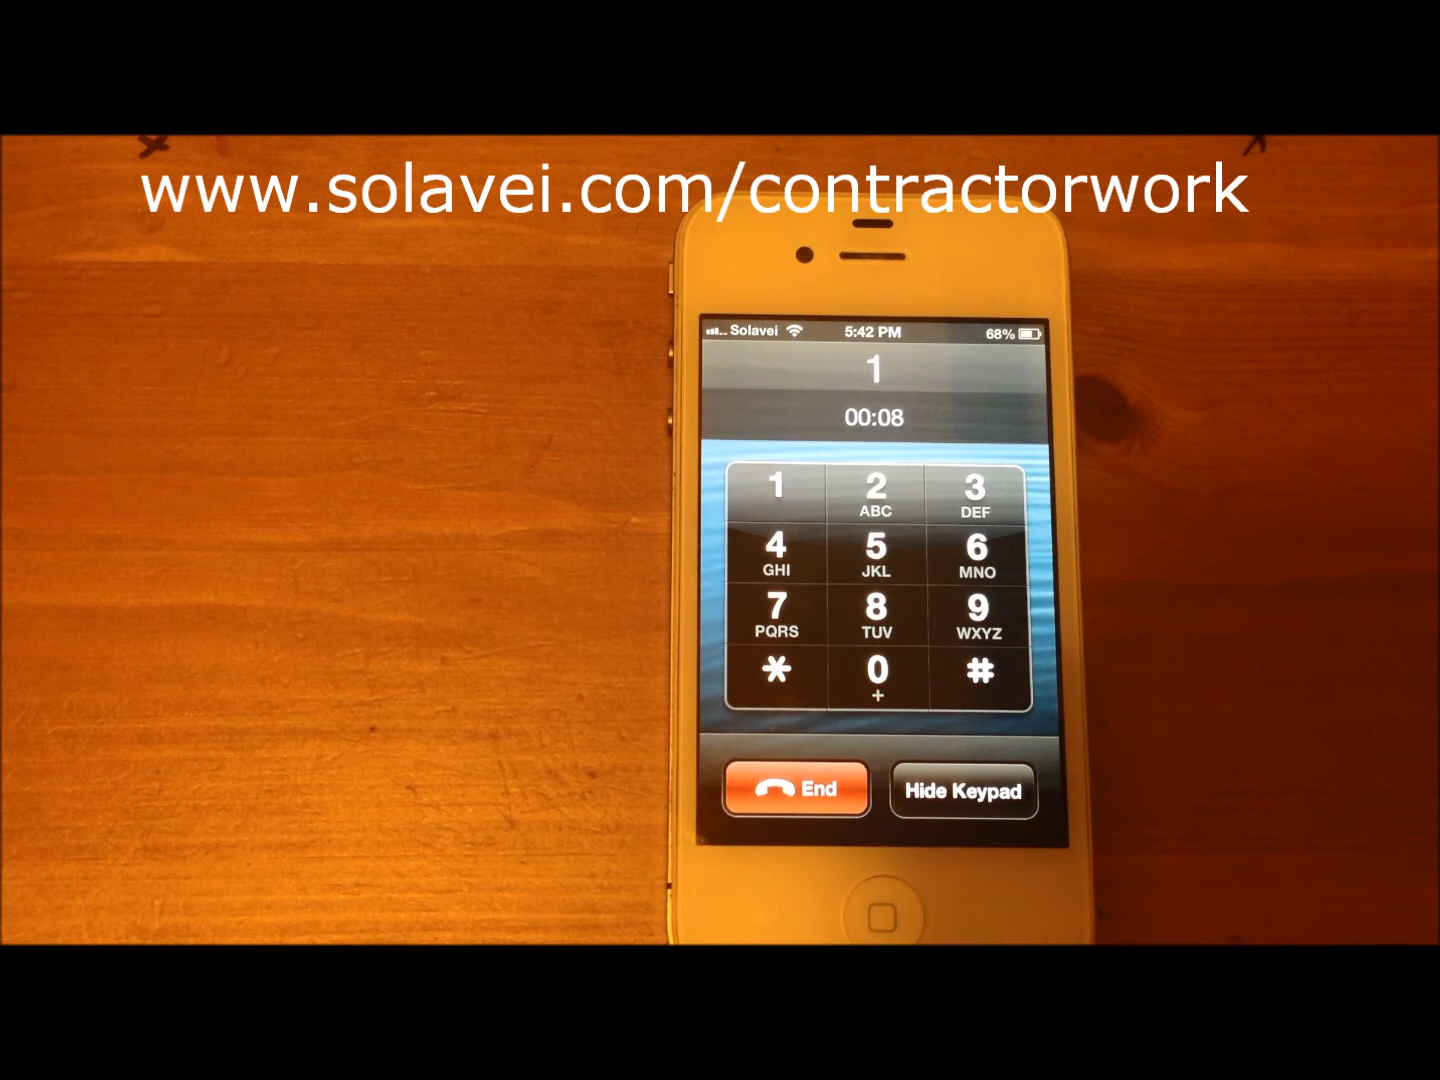 www.solavei.com/contractorwork
Solavei 5:42 PM 68%
1
00:08
1 2 3
ABC DEF
4 5 6
GHI JKL MNO
7 8 9
PQRS TUV WXYZ
* 0 #
+
End Hide Keypad